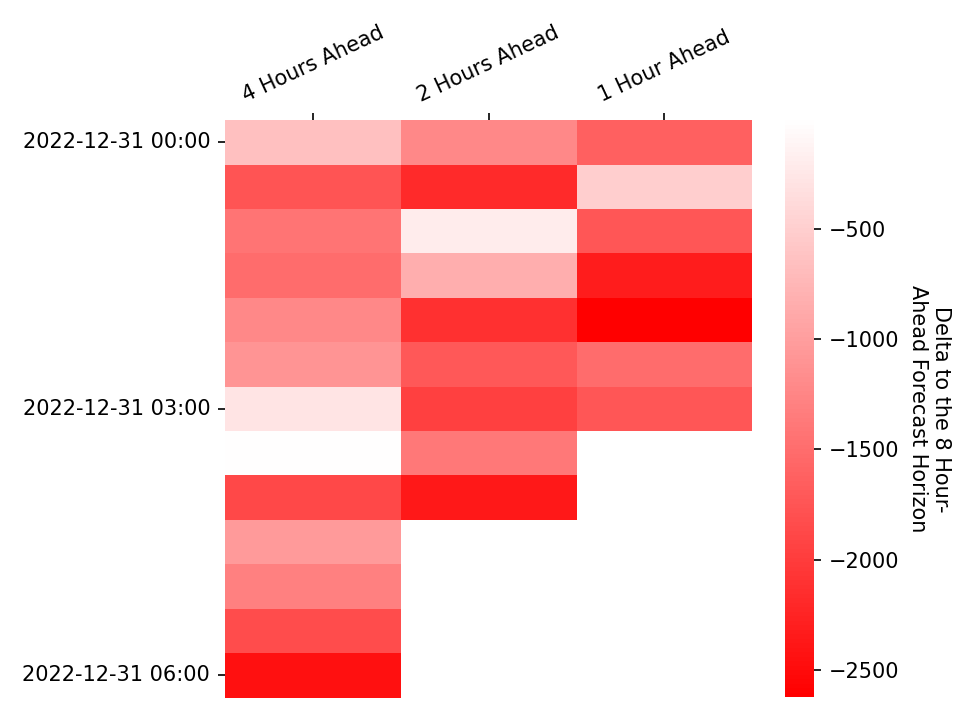 4 Hours Ahead
2 Hours Ahead
1 Hour Ahead
2022-12-31 00:00
2022-12-31 03:00
2022-12-31 06:00
−500
−1000
−1500
−2000
−2500
Delta to the 8 Hour-
Ahead Forecast Horizon